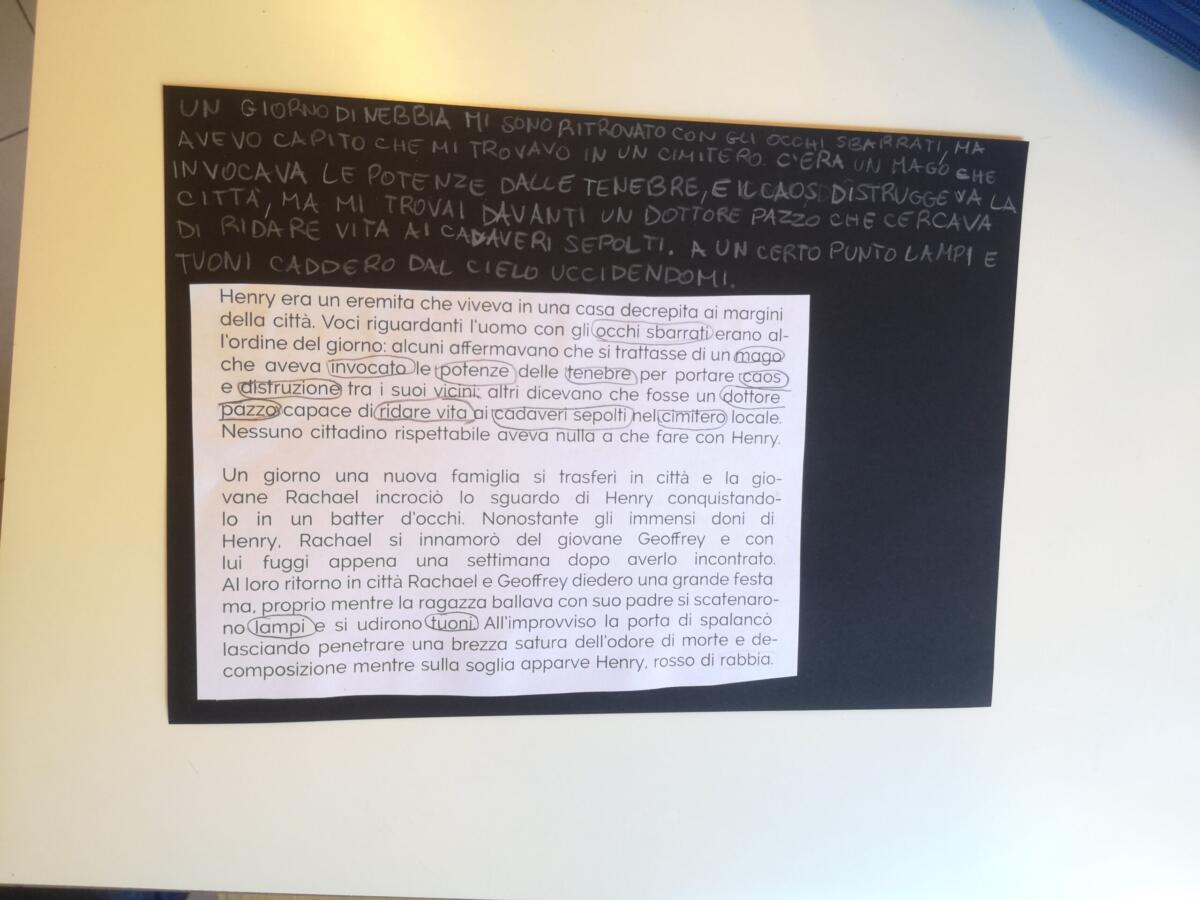 UN GIORNO DI NEBBIA MI SONO RITROVATO CON GLI OCCHI SBARRATI, MA
AVEVO CAPITO CHE MI TROVAVO IN UN CIMITERO. C'ERA UN MAGO CHE
INVOCAVA LE POTENZE DALLE TENEBRE, E IL CAOS DISTRUGGEVA LA
CITTÀ, MA MI TROVAI DAVANTI UN DOTTORE PAZZO CHE CERCAVA
DI RIDARE VITA AI CADAVERI SEPOLTI. A UN CERTO PUNTO LAMPI E
TUONI CADDERO DAL CIELO UCCIDENDOMI.
Henry era un eremita che viveva in una casa decrepita ai margini
della città. Voci riguardanti l'uomo con gli occhi sbarrati erano al-
l'ordine del giorno: alcuni affermavano che si trattasse di un mago
che aveva invocato le potenze delle tenebre per portare caos
e distruzione tra i suoi vicini; altri dicevano che fosse un dottore
pazzo capace di ridare vita ai cadaveri sepolti nel cimitero locale.
Nessuno cittadino rispettabile aveva nulla a che fare con Henry.
Un giorno una nuova famiglia si trasferì in città e la gio-
vane Rachael incrociò lo sguardo di Henry conquistando-
lo in un batter d'occhi. Nonostante gli immensi doni di
Henry, Rachael si innamorò del giovane Geoffrey e con
lui fuggi appena una settimana dopo averlo incontrato.
Al loro ritorno in città Rachael e Geoffrey diedero una grande festa
ma, proprio mentre la ragazza ballava con suo padre si scatenaro-
no lampi e si udirono tuoni. All'improvviso la porta di spalancò
lasciando penetrare una brezza satura dell'odore di morte e de-
composizione mentre sulla soglia apparve Henry, rosso di rabbia.